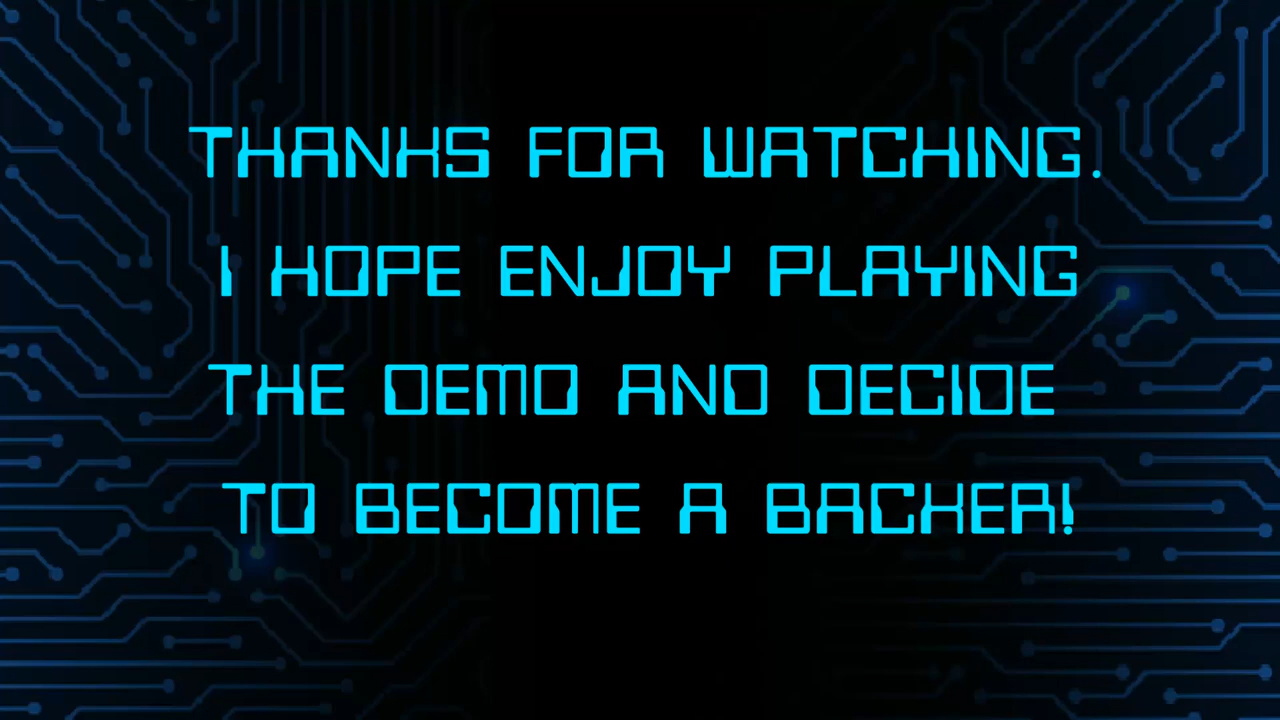 THANKS FOR WATCHING.
I HOPE ENJOY PLAYING
THE DEMO AND DECIDE
TO BECOME A BACKER!